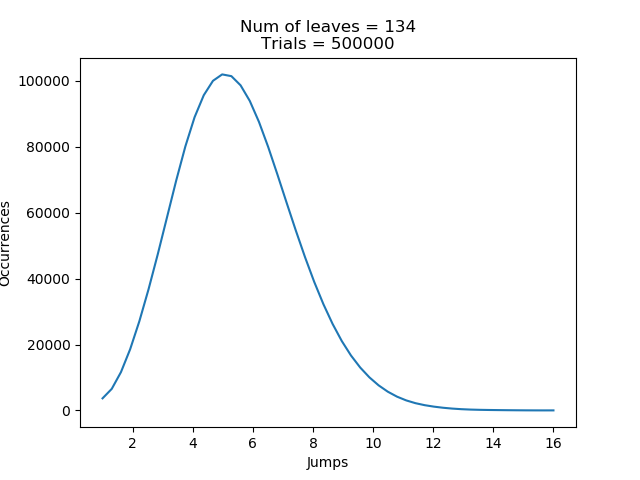 Num of leaves = 134
Trials = 500000
Occurrences
100000
80000
60000
40000
20000
0
2 4 6 8 10 12 14 16
Jumps